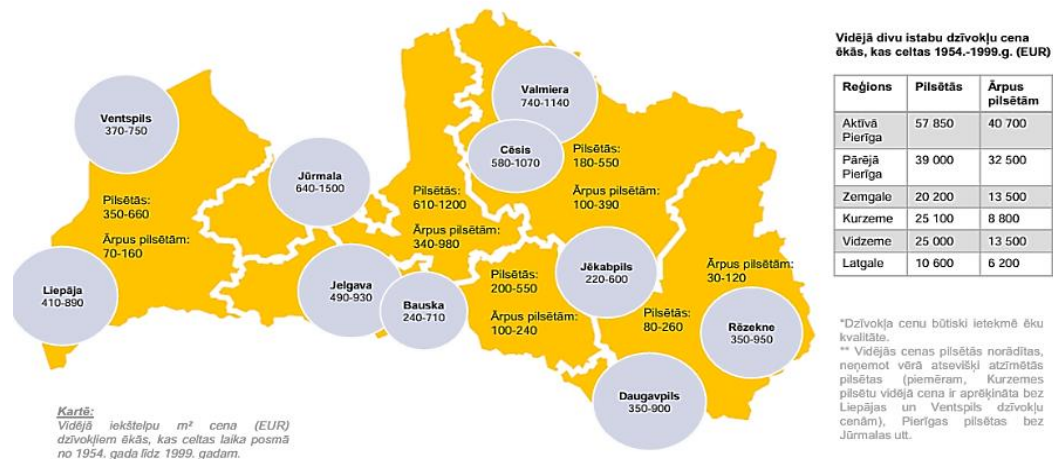 Ventspils
370-750
Pilsētās:
350-660
Ārpus pilsētām:
70-160
Liepāja
410-890
Jūrmala
640-1500
Jelgava
490-930
Bauska
240-710
Pilsētās:
610-1200
Ārpus pilsētām:
340-980
Valmiera
740-1140
Cēsis
580-1070
Pilsētās:
180-550
Ārpus pilsētām:
100-390
Pilsētās:
200-550
Ārpus pilsētām:
100-240
Jēkabpils
220-600
Ārpus pilsētām:
30-120
Pilsētās:
80-260
Rēzekne
350-950
Daugavpils
350-900
Kartē:
Vidējā iekštelpu m² cena (EUR)
dzīvokļiem ēkās, kas celtas laika posmā
no 1954. gada līdz 1999. gadam.
Vidējā divu istabu dzīvokļu cena
ēkās, kas celtas 1954.-1999.g. (EUR)
Reģions Pilsētās Ārpus
pilsētām
Aktīvā
Pierīga 57 850 40 700
Pārējā
Pierīga 39 000 32 500
Zemgale 20 200 13 500
Kurzeme 25 100 8 800
Vidzeme 25 000 13 500
Latgale 10 600 6 200
*Dzīvokļa cenu būtiski ietekmē ēku
kvalitāte.
** Vidējās cenas pilsētās norādītas,
neņemot vērā atsevišķi atzīmētās
pilsētas (piemēram, Kurzemes
pilsētu vidējā cena ir aprēķināta bez
Liepājas un Ventspils dzīvokļu
cenām), Pierīgas pilsētas bez
Jūrmalas utt.